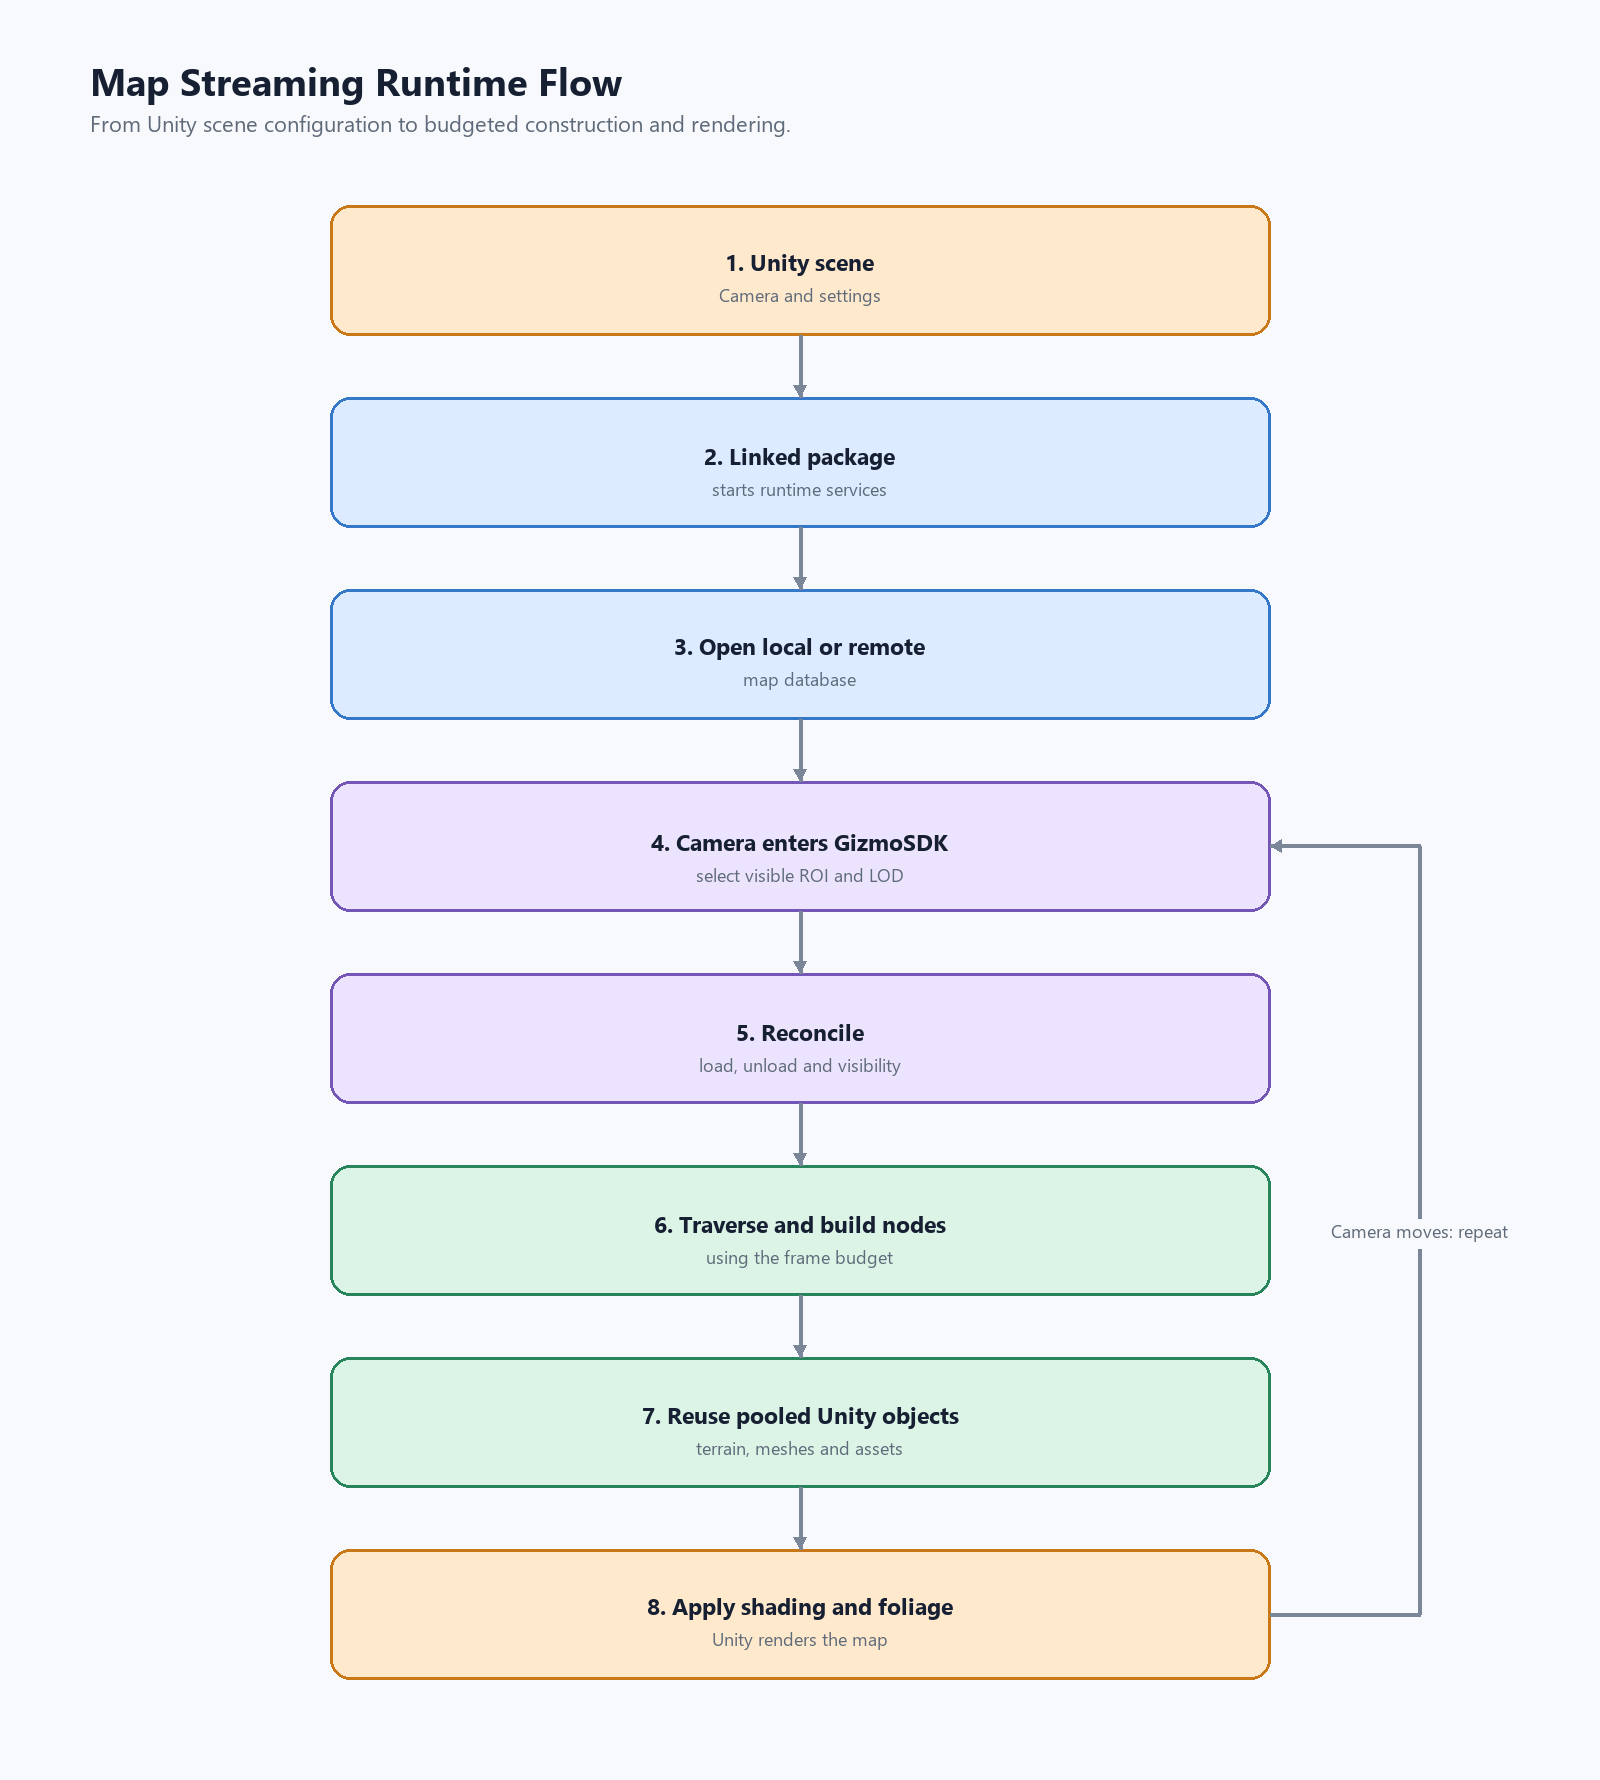 Map Streaming Runtime Flow
From Unity scene configuration to budgeted construction and rendering.
1. Unity scene
Camera and settings
2. Linked package
starts runtime services
3. Open local or remote
map database
4. Camera enters GizmoSDK
select visible ROI and LOD
5. Reconcile
load, unload and visibility
6. Traverse and build nodes
using the frame budget
Camera moves: repeat
7. Reuse pooled Unity objects
terrain, meshes and assets
8. Apply shading and foliage
Unity renders the map